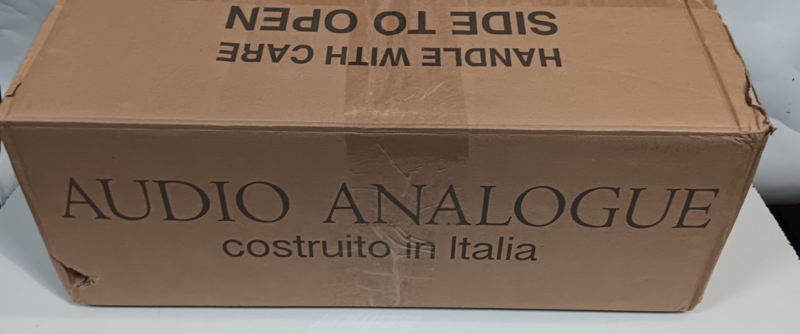 SIDE TO OPEN
HANDLE WITH CARE
AUDIO ANALOGUE
costruito in Italia